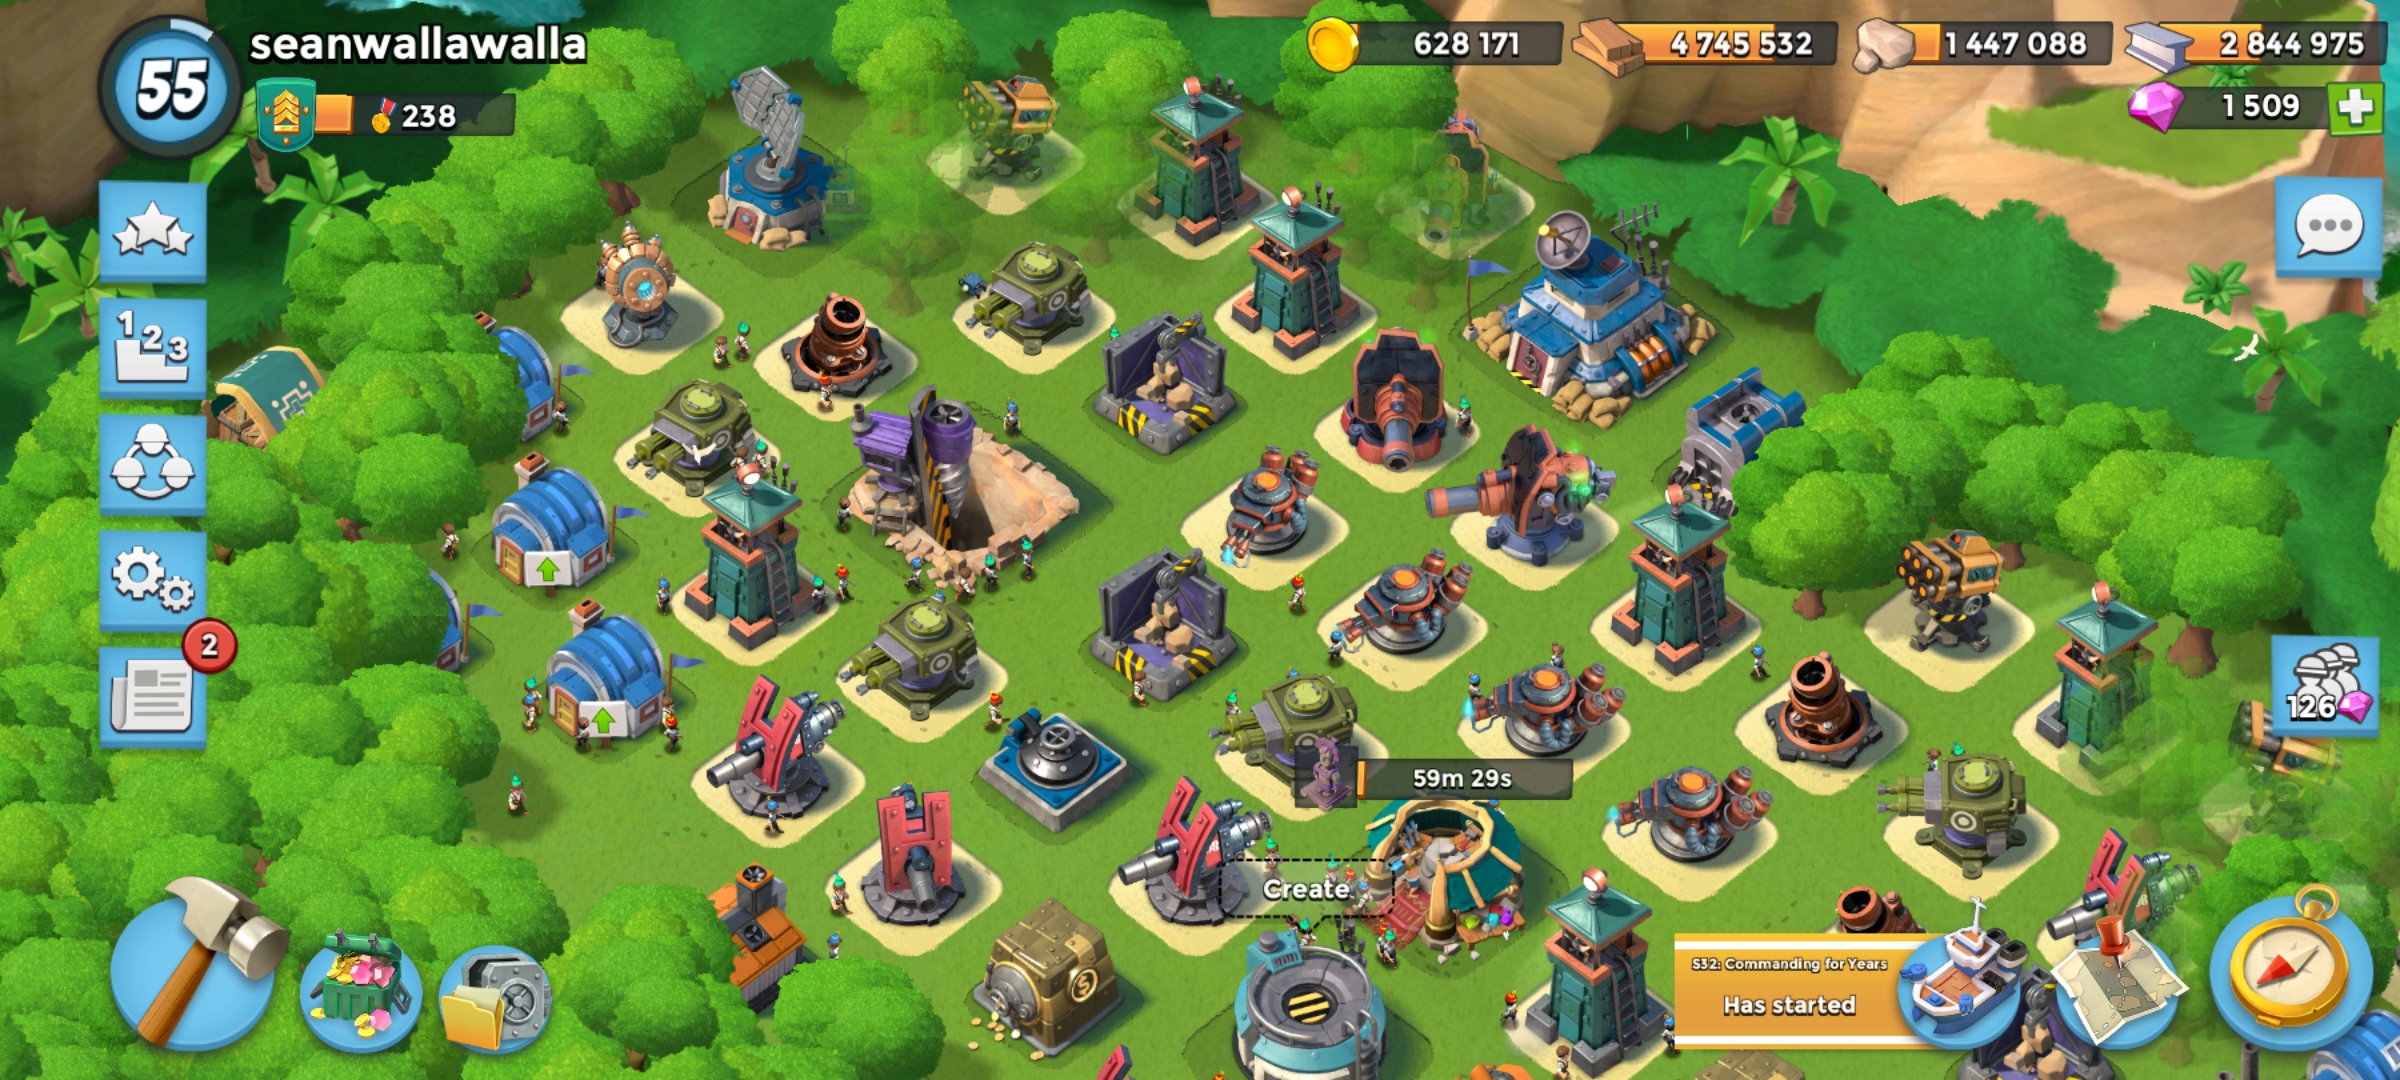 55
seanwallawalla
238
628 171
4 745 532
1 447 088
2 844 975
1 509
1 2 3
2
126
59m 29s
Create
$
S32: Commanding for Years
Has started